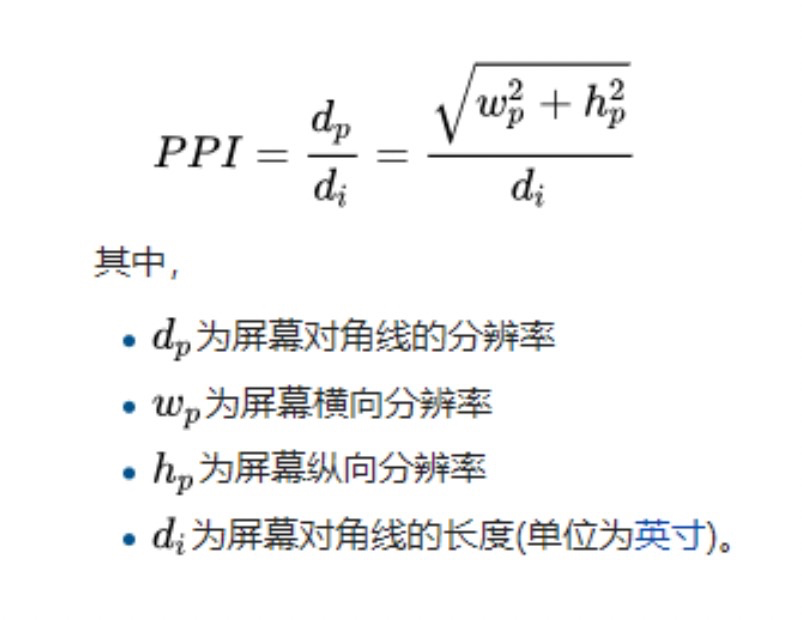 $PPI = \frac{d_p}{d_i} = \frac{\sqrt{w_p^2 + h_p^2}}{d_i}$
其中，
• $d_p$为屏幕对角线的分辨率
• $w_p$为屏幕横向分辨率
• $h_p$为屏幕纵向分辨率
• $d_i$为屏幕对角线的长度(单位为英寸)。